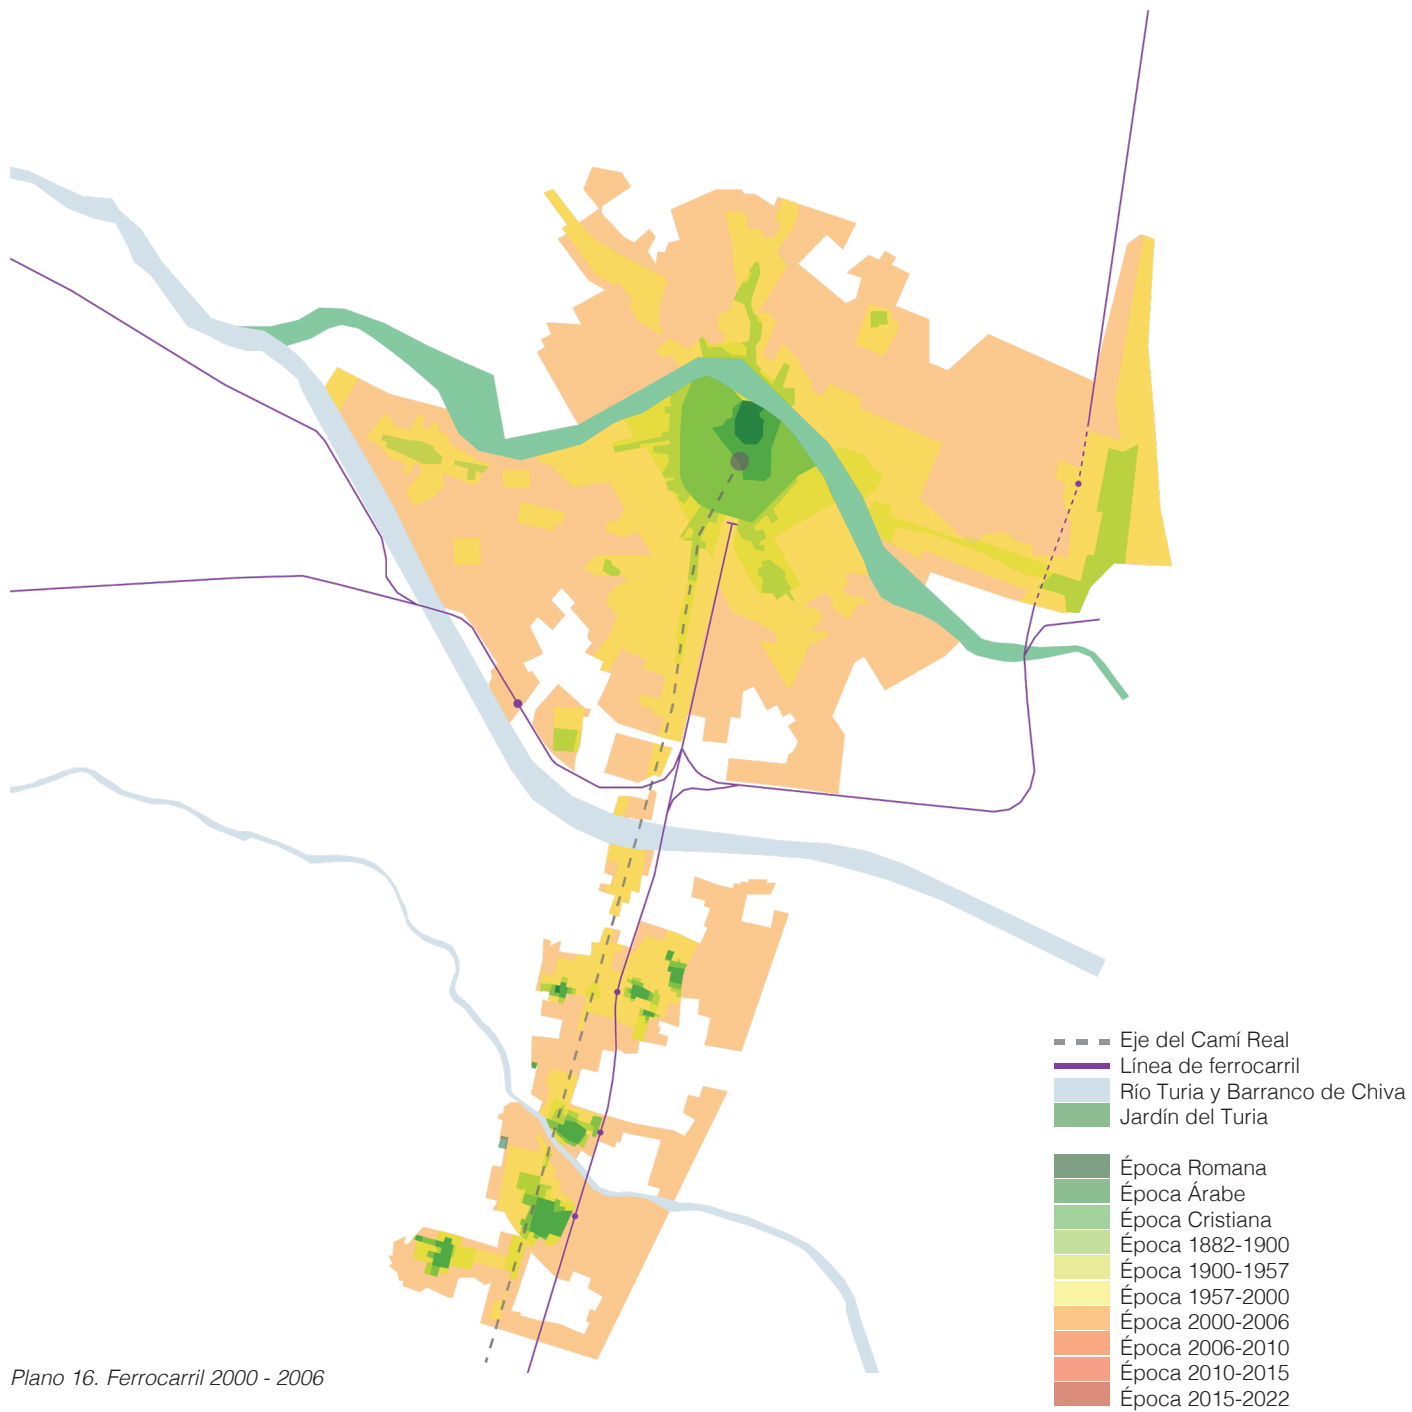 Eje del Camí Real
Línea de ferrocarril
Río Turia y Barranco de Chiva
Jardín del Turia
Época Romana
Época Árabe
Época Cristiana
Época 1882-1900
Época 1900-1957
Época 1957-2000
Época 2000-2006
Época 2006-2010
Época 2010-2015
Época 2015-2022
Plano 16. Ferrocarril 2000 - 2006